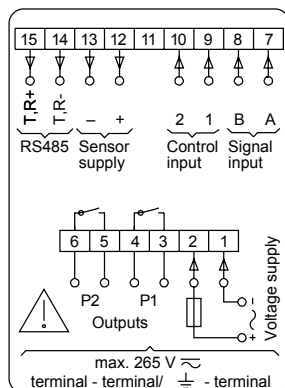 15 14 13 12 11 10 9 8 7
T,R+ T,R- – + 2 1 B A
RS485 Sensor supply Control input Signal input
6 5 4 3 2 1
P2 P1
Outputs
- +
Voltage supply
max. 265 V
terminal - terminal/ - terminal